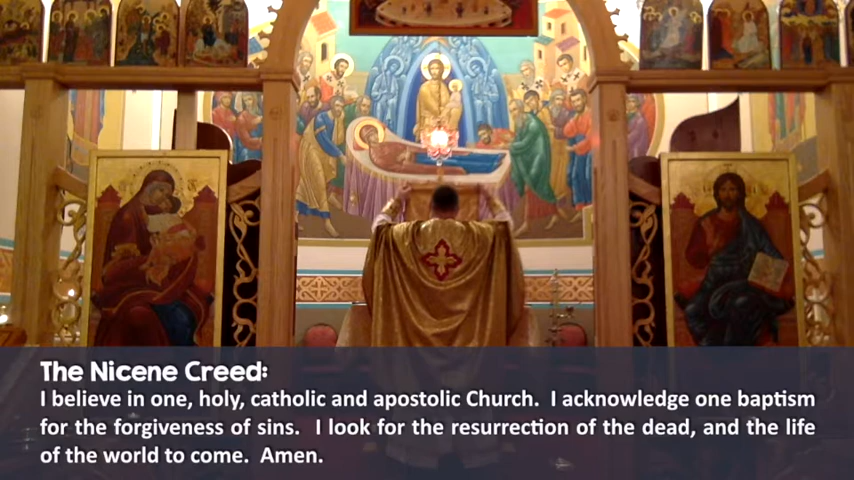 The Nicene Creed:
I believe in one, holy, catholic and apostolic Church.  I acknowledge one baptism
for the forgiveness of sins.  I look for the resurrection of the dead, and the life
of the world to come.  Amen.